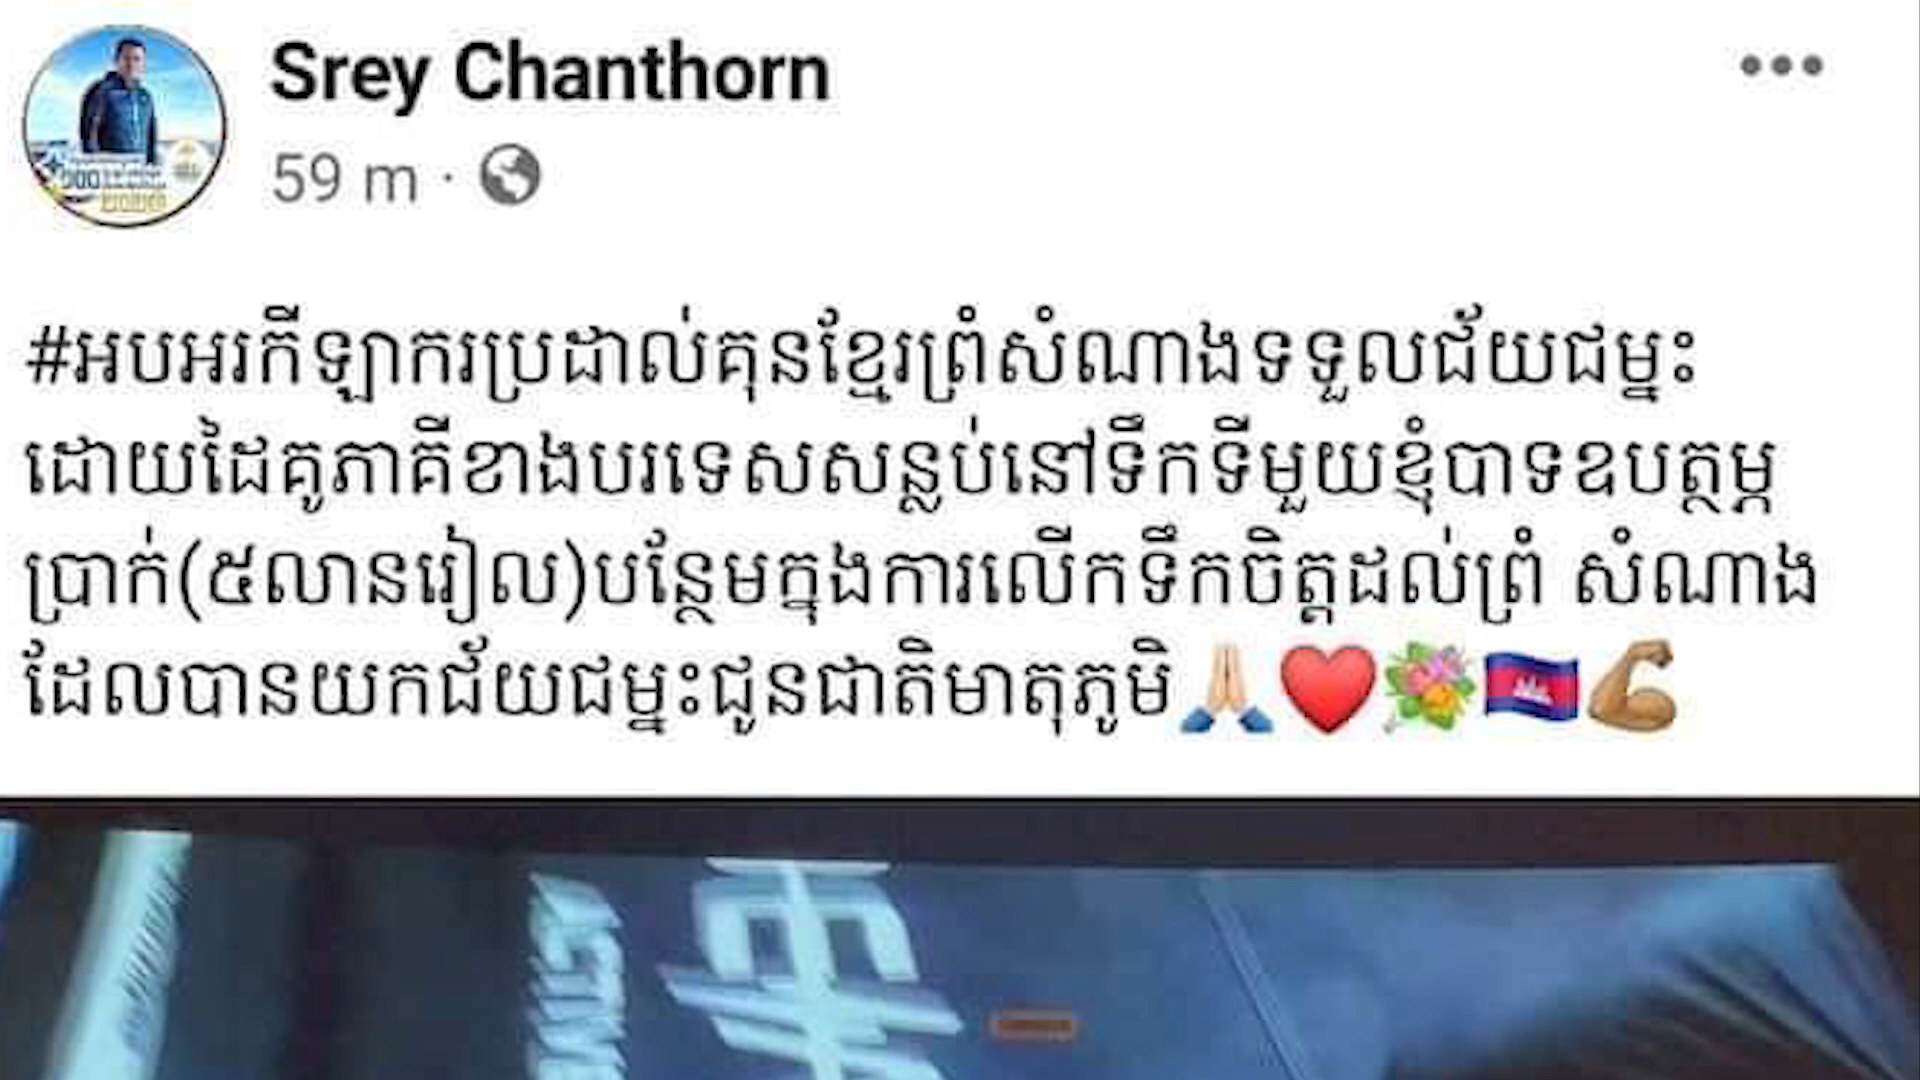 Srey Chanthorn
59 m ·
#អបអរកីឡាករប្រដាល់គុនខ្មែរព្រំសំណាងទទួលជ័យជម្នះ
ដោយដៃគូភាគីខាងបរទេសសន្លប់នៅទឹកទីមួយខ្ញុំបាទឧបត្ថម្ភ
ប្រាក់(៥លានរៀល)បន្ថែមក្នុងការលើកទឹកចិត្តដល់ព្រំ សំណាង
ដែលបានយកជ័យជម្នះជូនជាតិមាតុភូមិ🙏🏼❤️💐🇰🇭💪🏽